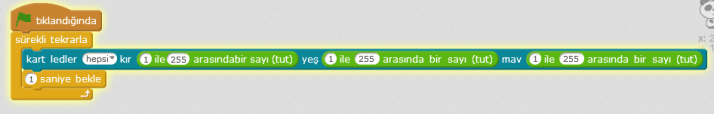 tıklandığında
sürekli tekrarla
kart ledler hepsi kır 1 ile 255 arasındabir sayı (tut) yeş 1 ile 255 arasında bir sayı (tut) mav 1 ile 255 arasında bir sayı (tut)
1 saniye bekle